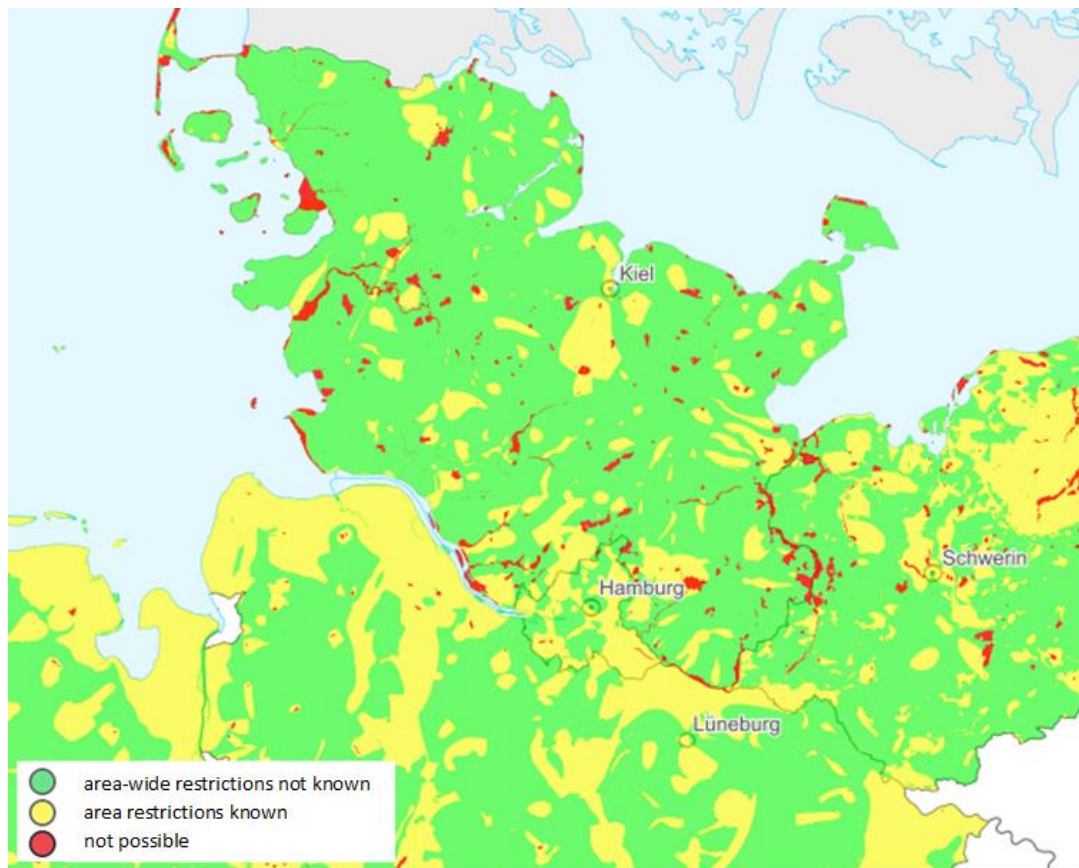 Kiel
Schwerin
Hamburg
Lüneburg
area-wide restrictions not known
area restrictions known
not possible